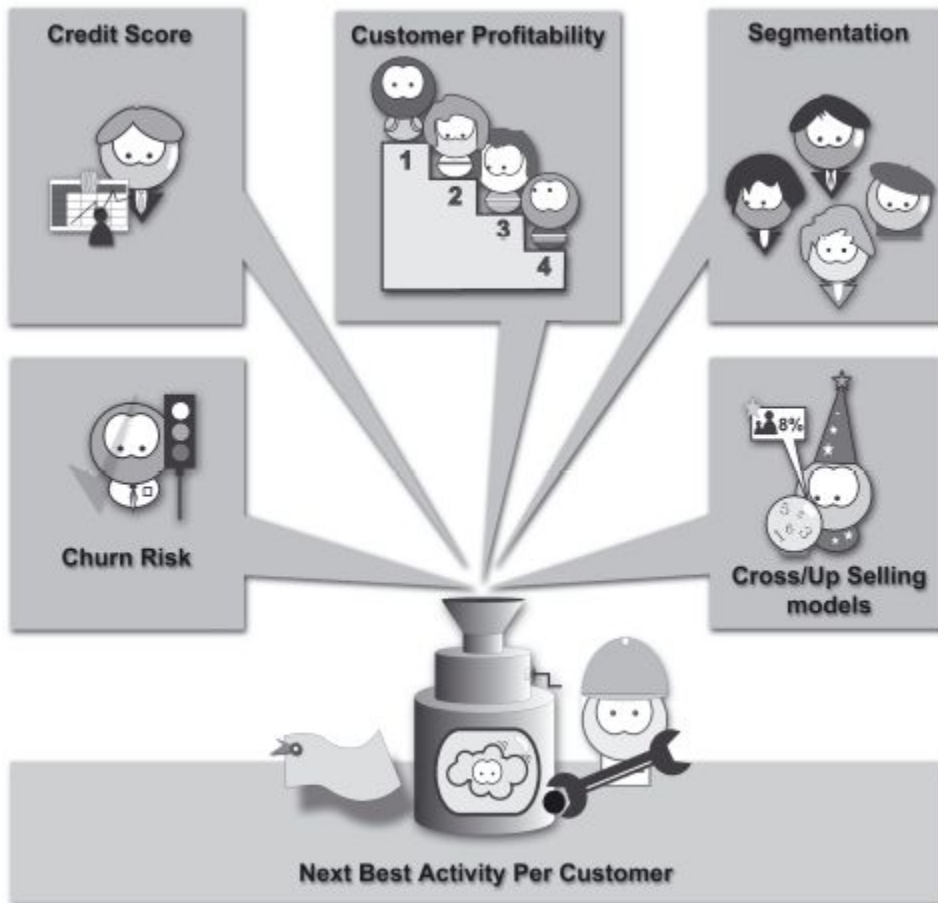 Credit Score
Customer Profitability
1
2
3
4
Segmentation
Churn Risk
8%
Cross/Up Selling
models
Next Best Activity Per Customer